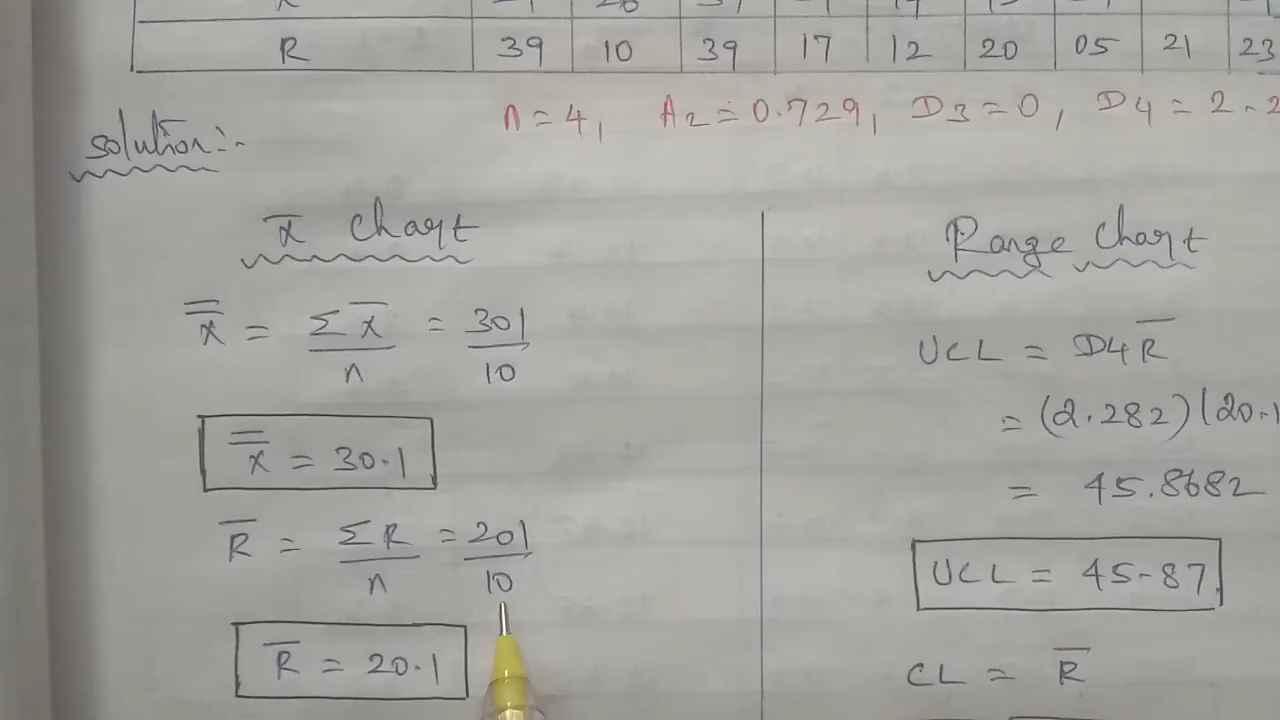 R 39 10 39 17 12 20 05 21 23
n = 4, A2 = 0.729, D3 = 0, D4 = 2.2
Solution:-
x̄ Chart
x̿ = Σx̄/n = 301/10
x̿ = 30.1
R̄ = ΣR/n = 201/10
R̄ = 20.1
Range Chart
UCL = D4R̄
= (2.282)(20.1
= 45.8682
UCL = 45-87
CL = R̄